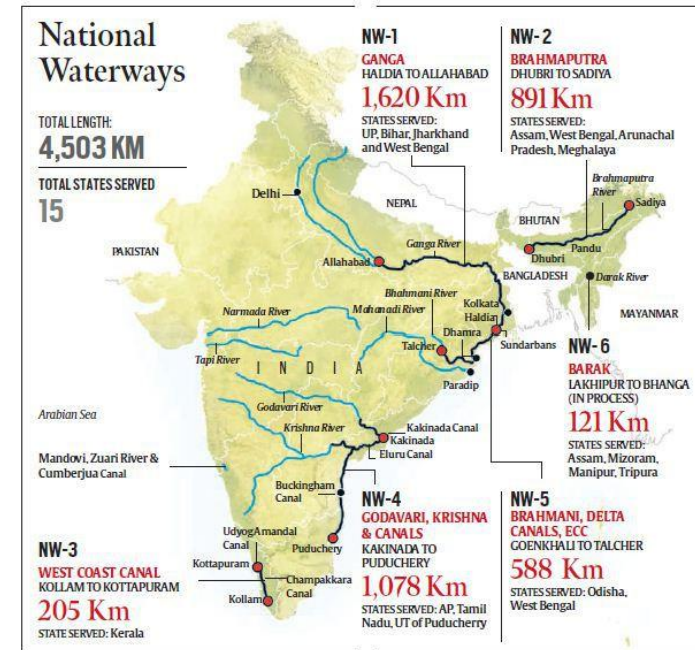 National
Waterways
TOTAL LENGTH:
4,503 KM
TOTAL STATES SERVED
15
NW-1
GANGA
HALDIA TO ALLAHABAD
1,620 Km
STATES SERVED:
UP, Bihar, Jharkhand
and West Bengal
NW- 2
BRAHMAPUTRA
DHUBRI TO SADIYA
891 Km
STATES SERVED:
Assam, West Bengal, Arunachal
Pradesh, Meghalaya
Brahmaputra
River
Sadiya
Delhi
NEPAL
BHUTAN
Pandu
Dhubri
PAKISTAN
Ganga River
Allahabad
BANGLADESH
Darak River
Bhahmani River
Kolkata
Narmada River
Mahanadi River
Haldia
MAYANMAR
Dhamra
Talcher
Sundarbans
Tapi River
INDIA
Paradip
NW-6
BARAK
LAKHIPUR TO BHANGA
(IN PROCESS)
121 Km
STATES SERVED:
Assam, Mizoram,
Manipur, Tripura
Arabian Sea
Godavari River
Krishna River
Kakinada Canal
Kakinada
Eluru Canal
Mandovi, Zuari River &
Cumberjua Canal
Buckingham
Canal
NW-4
GODAVARI, KRISHNA
& CANALS
KAKINADA TO
PUDUCHERY
1,078 Km
STATES SERVED: AP, Tamil
Nadu, UT of Puducherry
NW-5
BRAHMANI, DELTA
CANALS, ECC
GOENKHALI TO TALCHER
588 Km
STATES SERVED: Odisha,
West Bengal
UdyogAmandal
Canal
Puduchery
Kottapuram
Champakkara
Canal
Kollam
NW-3
WEST COAST CANAL
KOLLAM TO KOTTAPURAM
205 Km
STATE SERVED: Kerala